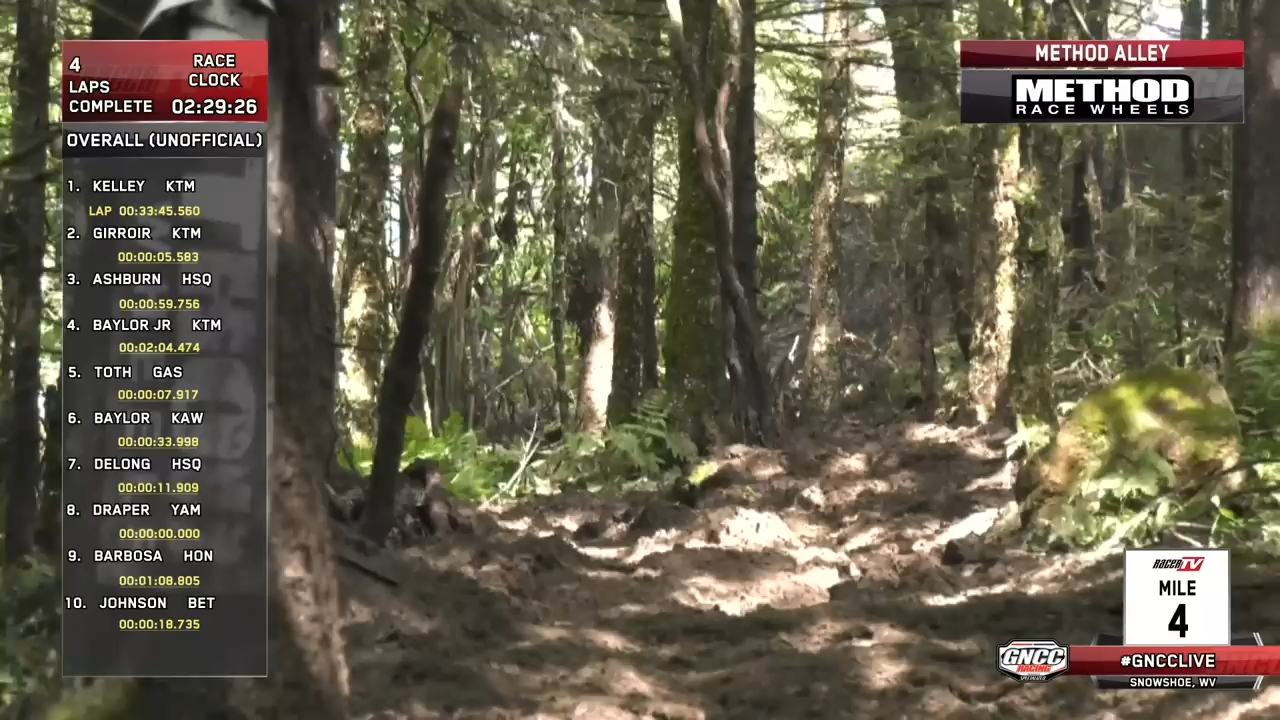 4
LAPS
COMPLETE
RACE
CLOCK
02:29:26
OVERALL (UNOFFICIAL)
1. KELLEY KTM
LAP 00:33:45.560
2. GIRROIR KTM
00:00:05.583
3. ASHBURN HSQ
00:00:59.756
4. BAYLOR JR KTM
00:02:04.474
5. TOTH GAS
00:00:07.917
6. BAYLOR KAW
00:00:33.998
7. DELONG HSQ
00:00:11.909
8. DRAPER YAM
00:00:00.000
9. BARBOSA HON
00:01:08.805
10. JOHNSON BET
00:00:18.735
METHOD ALLEY
METHOD
RACE WHEELS
RACER TV
MILE
4
GNCC
RACING
#GNCCLIVE
SNOWSHOE, WV